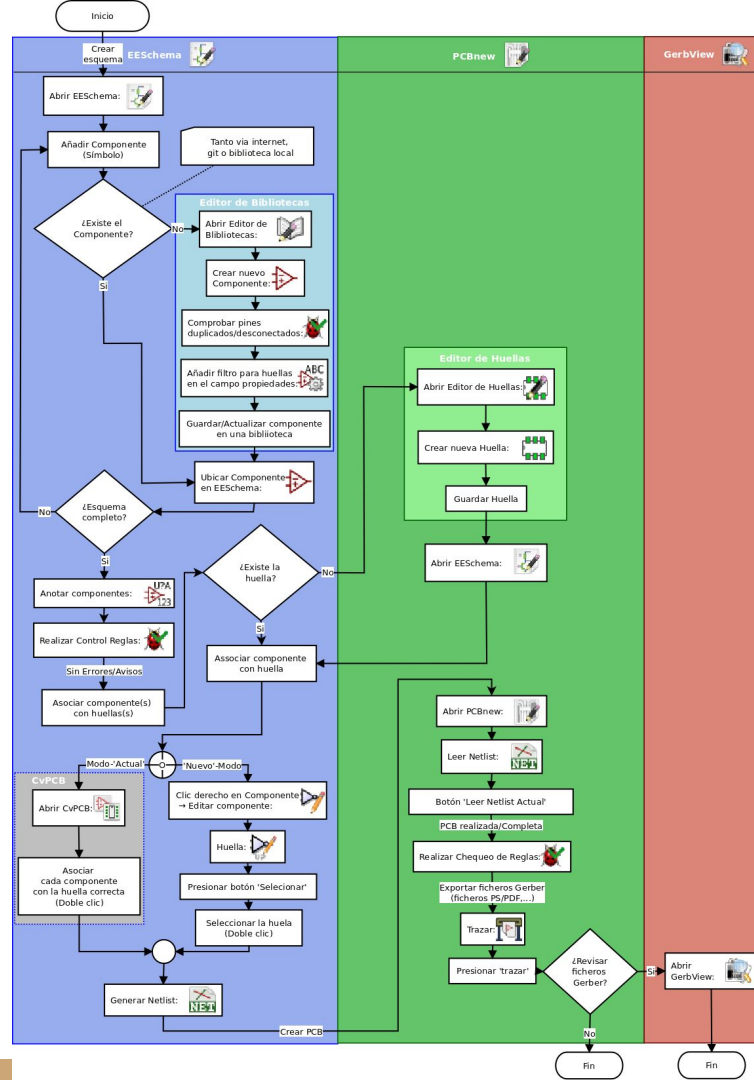 Inicio
Crear
esquema
EESchema
PCBnew
GerbView
Abrir EESchema:
Añadir Componente
(Símbolo)
Tanto via internet,
git o biblioteca local
¿Existe el
Componente?
No
Si
Editor de Bibliotecas
Abrir Editor de
Blibliotecas:
Crear nuevo
Componente:
Comprobar pines
duplicados/desconectados:
Añadir filtro para huellas
en el campo propiedades:
ABC
Guardar/Actualizar componente
en una bibliioteca
Ubicar Componente
en EESchema:
Editor de Huellas
Abrir Editor de Huellas:
Crear nueva Huella:
Guardar Huella
Abrir EESchema:
¿Esquema
completo?
No
Si
Anotar componentes:
U?A
123
Realizar Control Reglas:
Sin Errores/Avisos
Asociar componente(s)
con huellas(s)
¿Existe la
huella?
No
Si
Associar componente
con huella
Modo-'Actual'
'Nuevo'-Modo
CvPCB
Abrir CvPCB:
Asociar
cada componente
con la huella correcta
(Doble clic)
Clic derecho en Componente
→ Editar componente:
Huella:
Presionar botón 'Selecionar'
Seleccionar la huela
(Doble clic)
Generar Netlist:
NET
Crear PCB
Abrir PCBnew:
Leer Netlist:
NET
Botón 'Leer Netlist Actual'
PCB realizada/Completa
Realizar Chequeo de Reglas:
Exportar ficheros Gerber
(ficheros PS/PDF,...)
Trazar:
Presionar 'trazar'
¿Revisar
ficheros
Gerber?
Si
No
Abrir
GerbView:
Fin
Fin